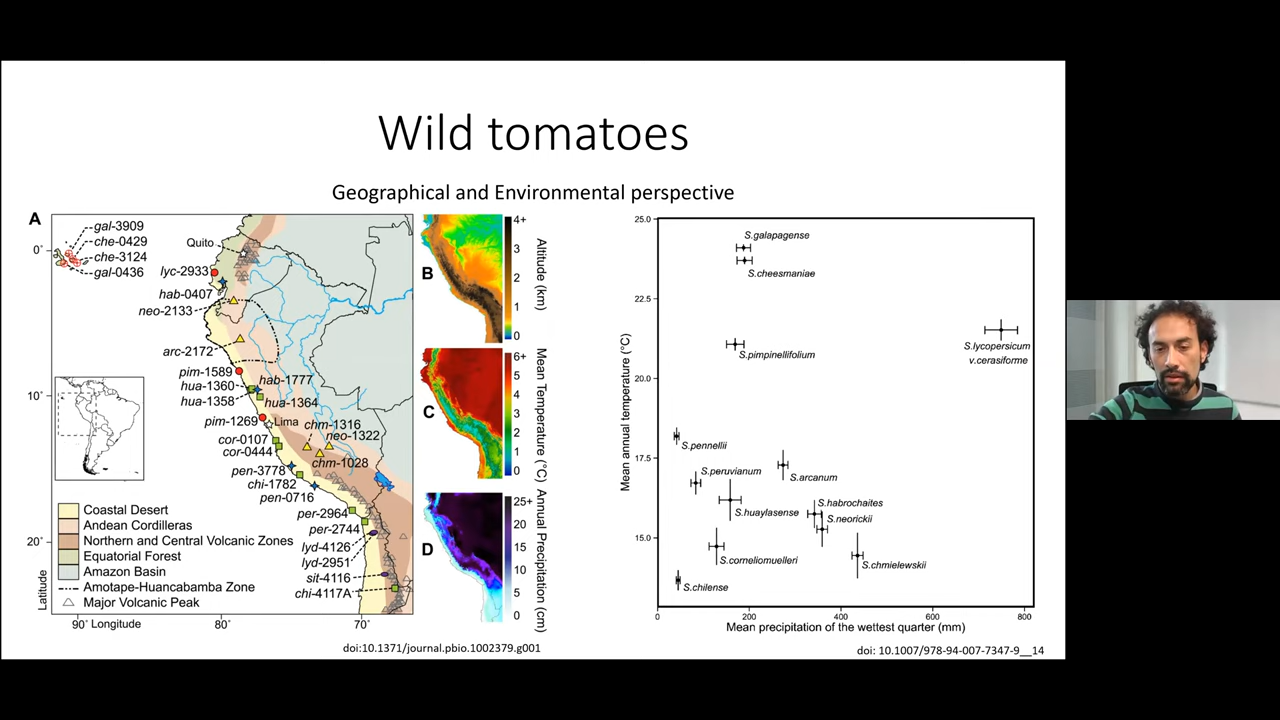 Wild tomatoes
Geographical and Environmental perspective
A
gal-3909
che-0429
che-3124
gal-0436
0°
10°
20°
Latitude
90° Longitude
80°
70°
Quito
lyc-2933
hab-0407
neo-2133
arc-2172
pim-1589
hua-1360
hab-1777
hua-1358
hua-1364
pim-1269
Lima
chm-1316
cor-0107
neo-1322
cor-0444
chm-1028
pen-3778
chi-1782
pen-0716
per-2964
per-2744
lyd-4126
lyd-2951
sit-4116
chi-4117A
Coastal Desert
Andean Cordilleras
Northern and Central Volcanic Zones
Equatorial Forest
Amazon Basin
Amotape-Huancabamba Zone
Major Volcanic Peak
B
4+
3
2
1
0
Altitude (km)
C
6+
5
4
3
2
1
0
Mean Temperature (°C)
D
25+
20
15
10
5
0
Annual Precipitation (cm)
doi:10.1371/journal.pbio.1002379.g001
25.0
22.5
20.0
17.5
15.0
Mean annual temperature (°C)
S.galapagense
S.cheesmaniae
S.lycopersicum
v.cerasiforme
S.pimpinellifolium
S.pennellii
S.peruvianum
S.arcanum
S.huaylasense
S.habrochaites
S.neorickii
S.corneliomuelleri
S.chmielewskii
S.chilense
0
200
400
600
800
Mean precipitation of the wettest quarter (mm)
doi: 10.1007/978-94-007-7347-9__14